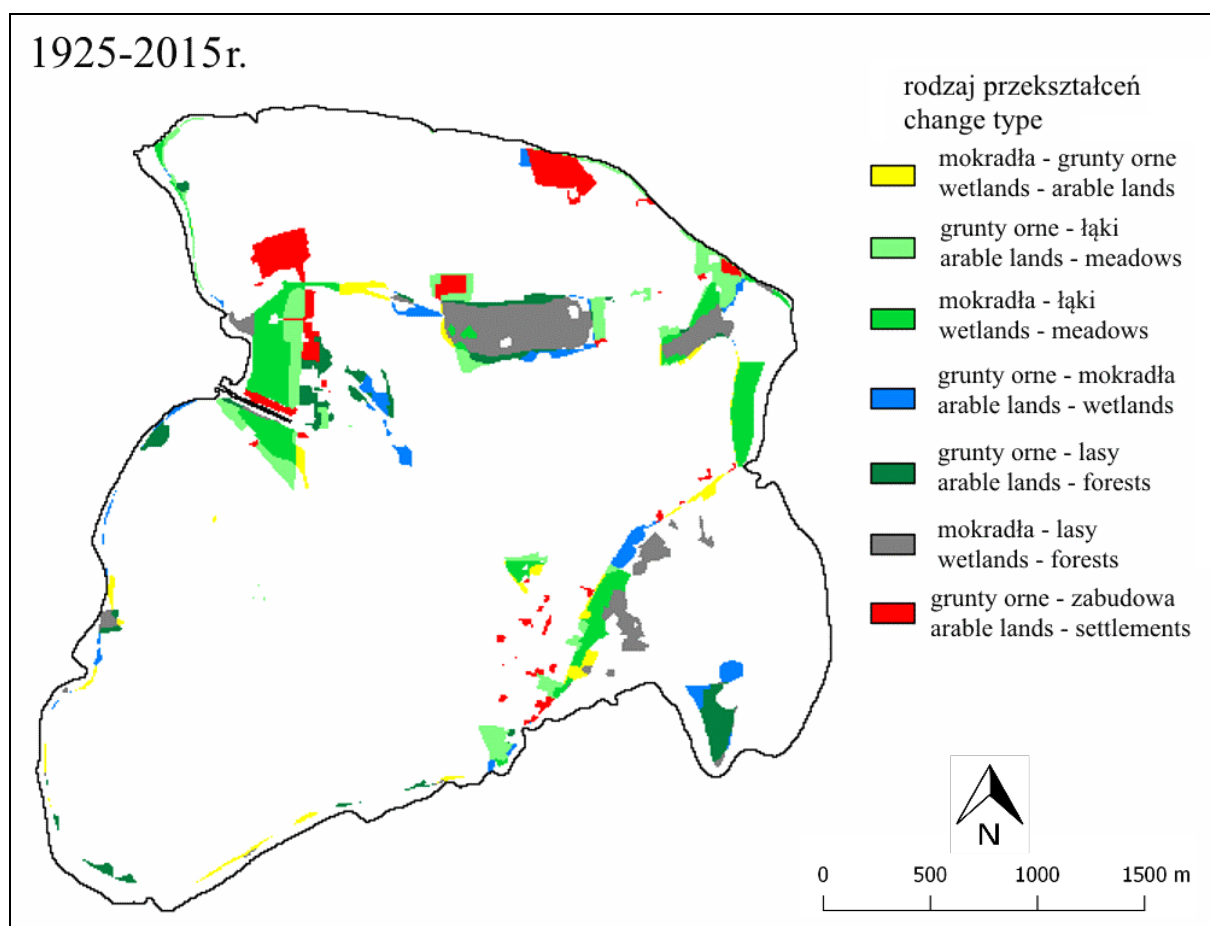 1925-2015r.
rodzaj przekształceń
change type
mokradła - grunty orne
wetlands - arable lands
grunty orne - łąki
arable lands - meadows
mokradła - łąki
wetlands - meadows
grunty orne - mokradła
arable lands - wetlands
grunty orne - lasy
arable lands - forests
mokradła - lasy
wetlands - forests
grunty orne - zabudowa
arable lands - settlements
N
0 500 1000 1500 m